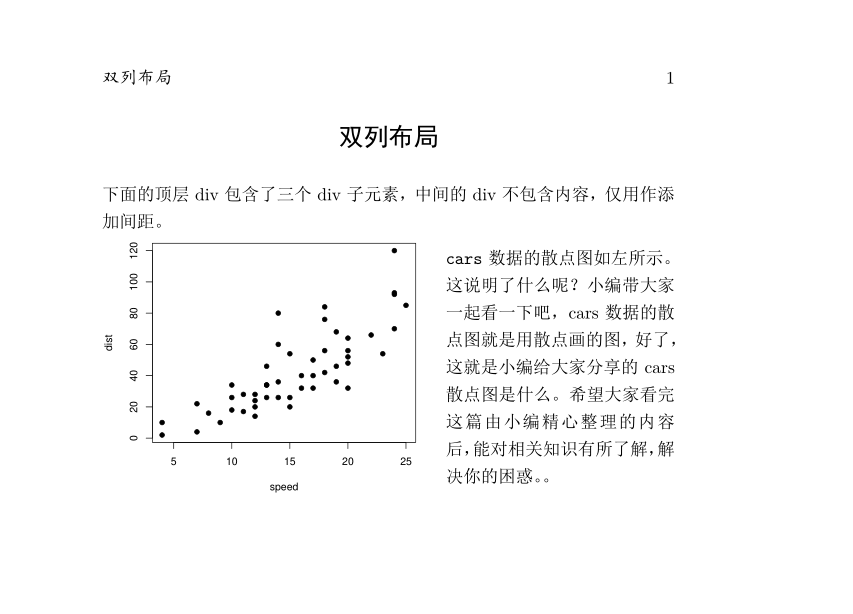 双列布局 1
双列布局
下面的顶层 div 包含了三个 div 子元素，中间的 div 不包含内容，仅用作添
加间距。
cars 数据的散点图如左所示。
这说明了什么呢？小编带大家
一起看一下吧，cars 数据的散
点图就是用散点画的图，好了，
这就是小编给大家分享的 cars
散点图是什么。希望大家看完
这篇由小编精心整理的内容
后，能对相关知识有所了解，解
决你的困惑。。
120
100
80
60
40
20
0
dist
5 10 15 20 25
speed